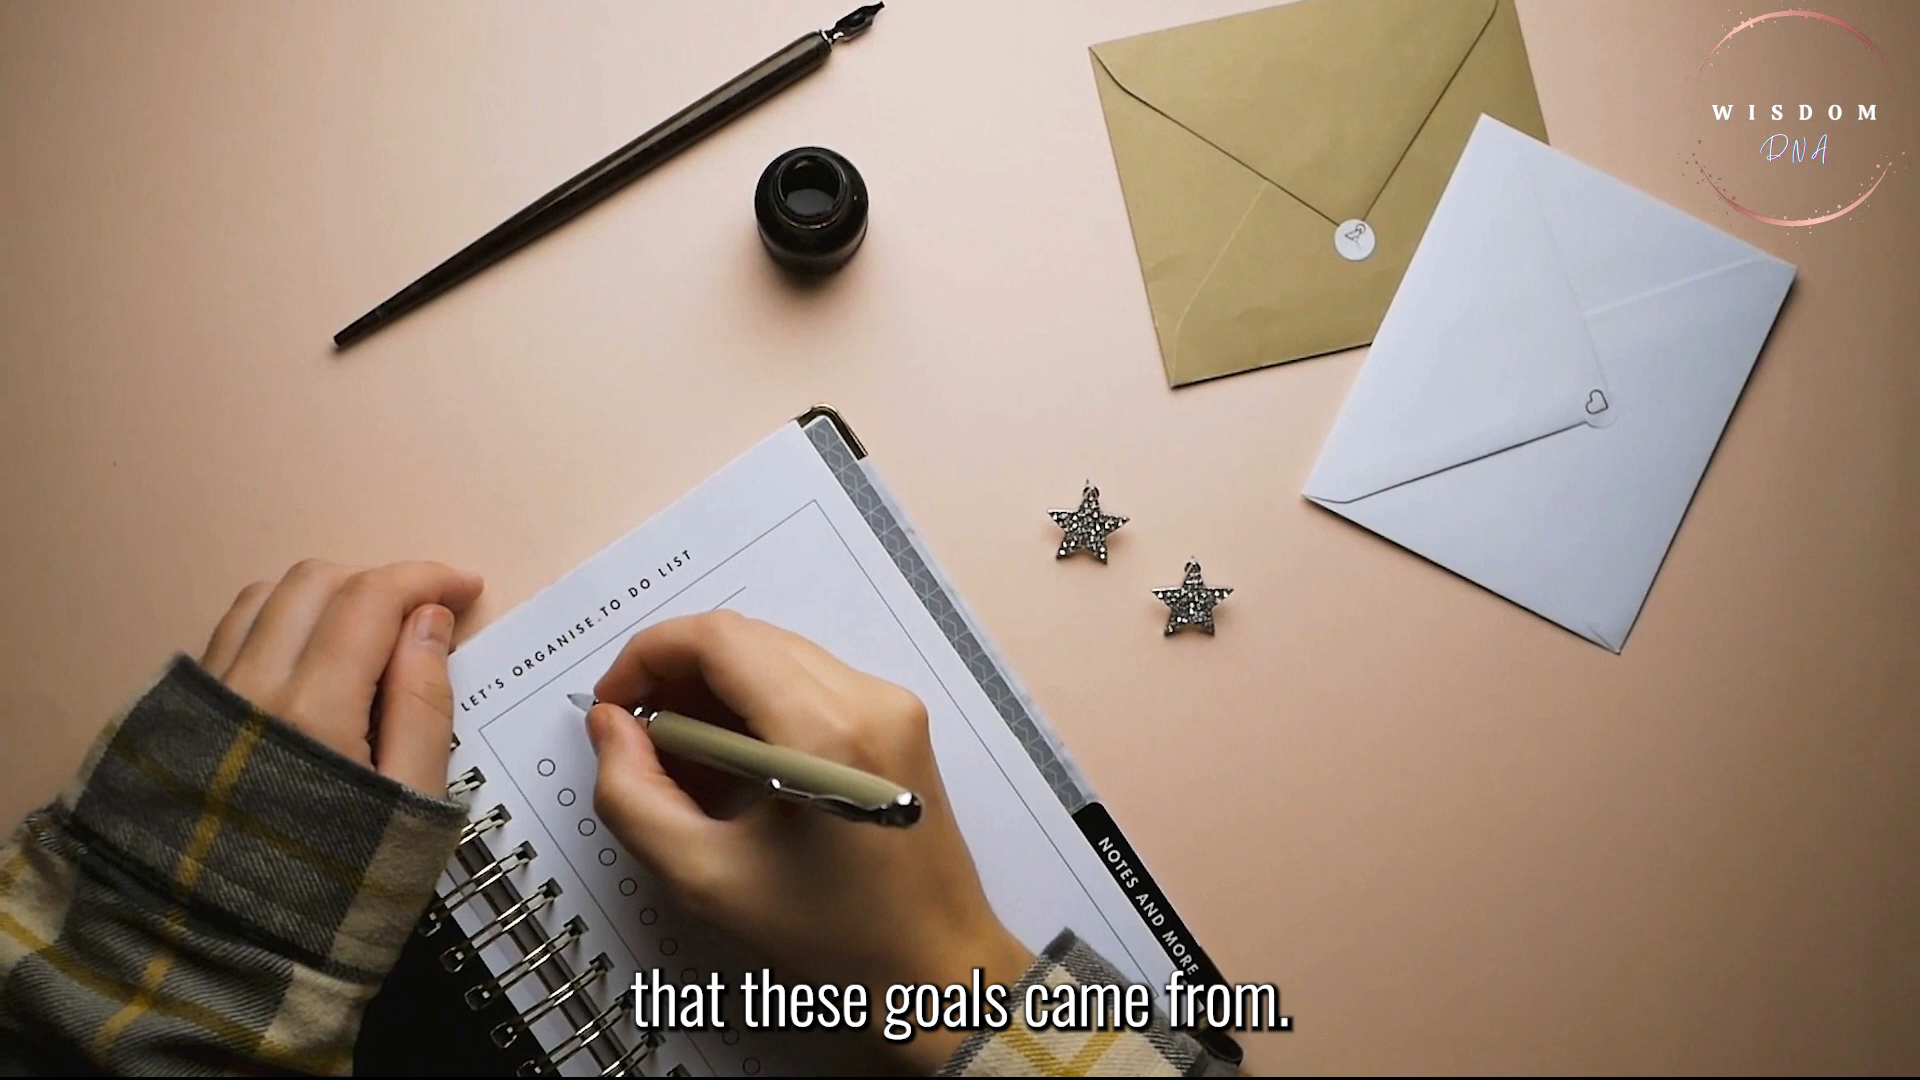 WISDOM
DNA
LET'S ORGANISE.TO DO LIST
NOTES AND MORE
that these goals came from.